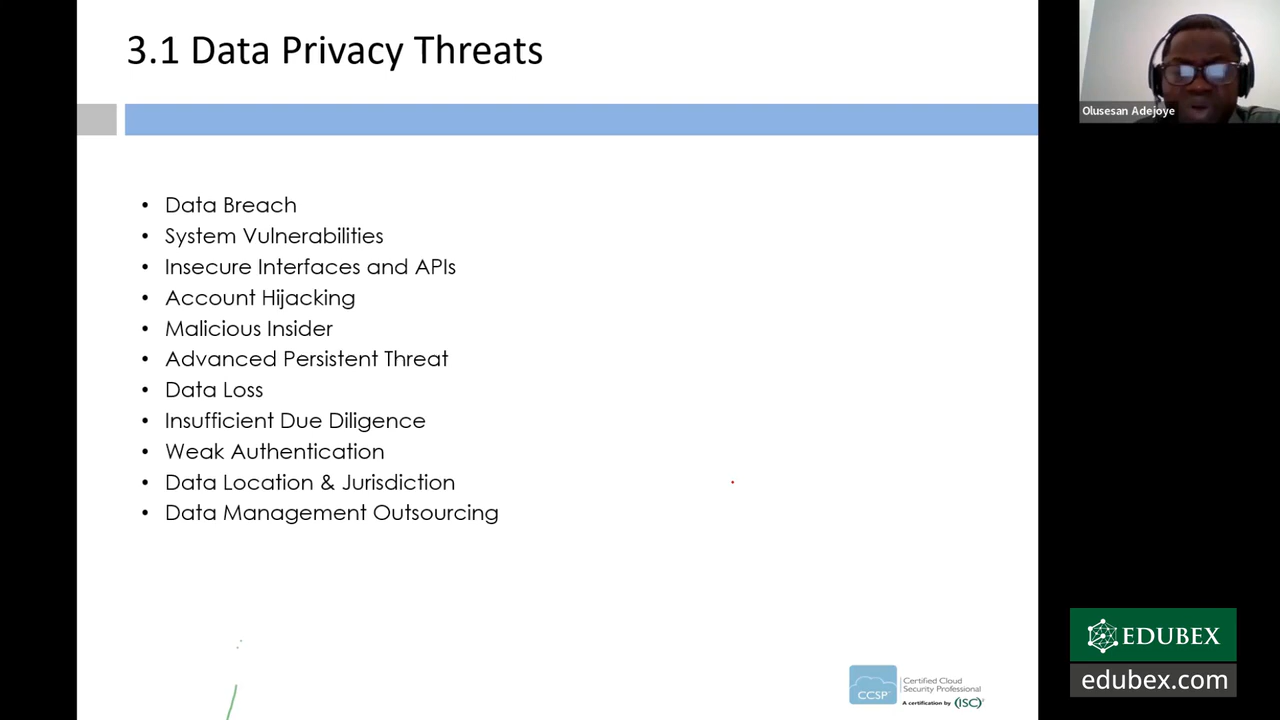 3.1 Data Privacy Threats
Olusesan Adejoye
• Data Breach
• System Vulnerabilities
• Insecure Interfaces and APIs
• Account Hijacking
• Malicious Insider
• Advanced Persistent Threat
• Data Loss
• Insufficient Due Diligence
• Weak Authentication
• Data Location & Jurisdiction
• Data Management Outsourcing
EDUBEX
edubex.com
CCSP
Certified Cloud
Security Professional
A certification by (ISC)²